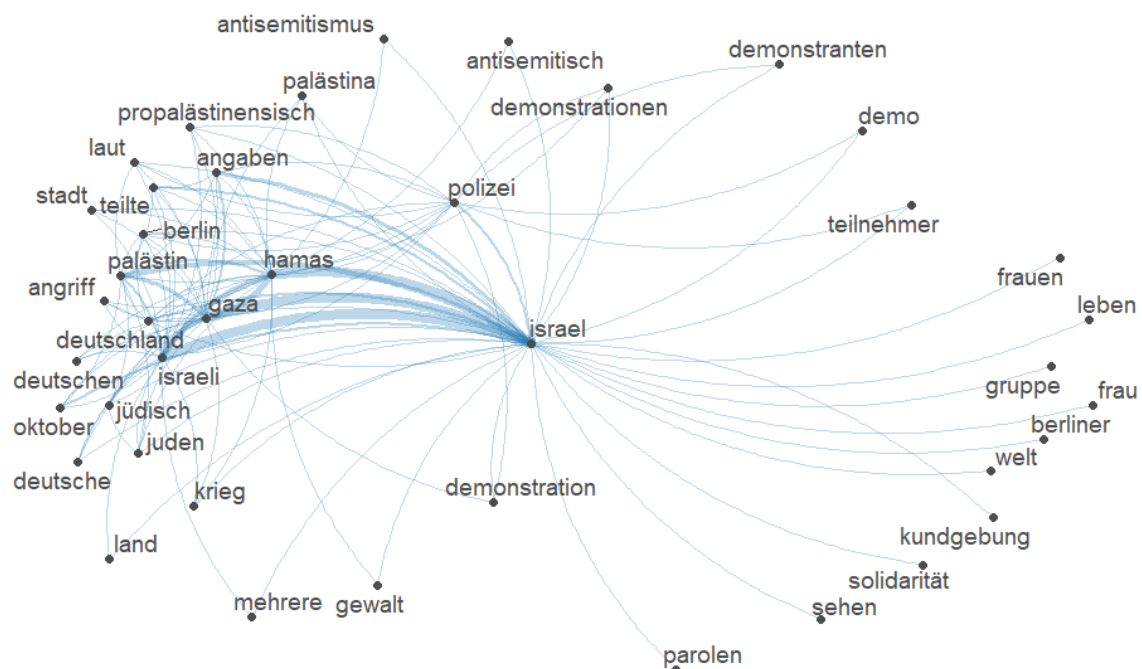 antisemitismus
antisemitisch
demonstranten
palästina
demonstrationen
propalästinensisch
demo
laut
angaben
polizei
stadt
teilte
teilnehmer
berlin
palästin
hamas
frauen
angriff
gaza
leben
israel
deutschland
deutschen
israeli
gruppe
frau
oktober
jüdisch
berliner
juden
welt
deutsche
krieg
demonstration
kundgebung
land
solidarität
mehrere
gewalt
sehen
parolen